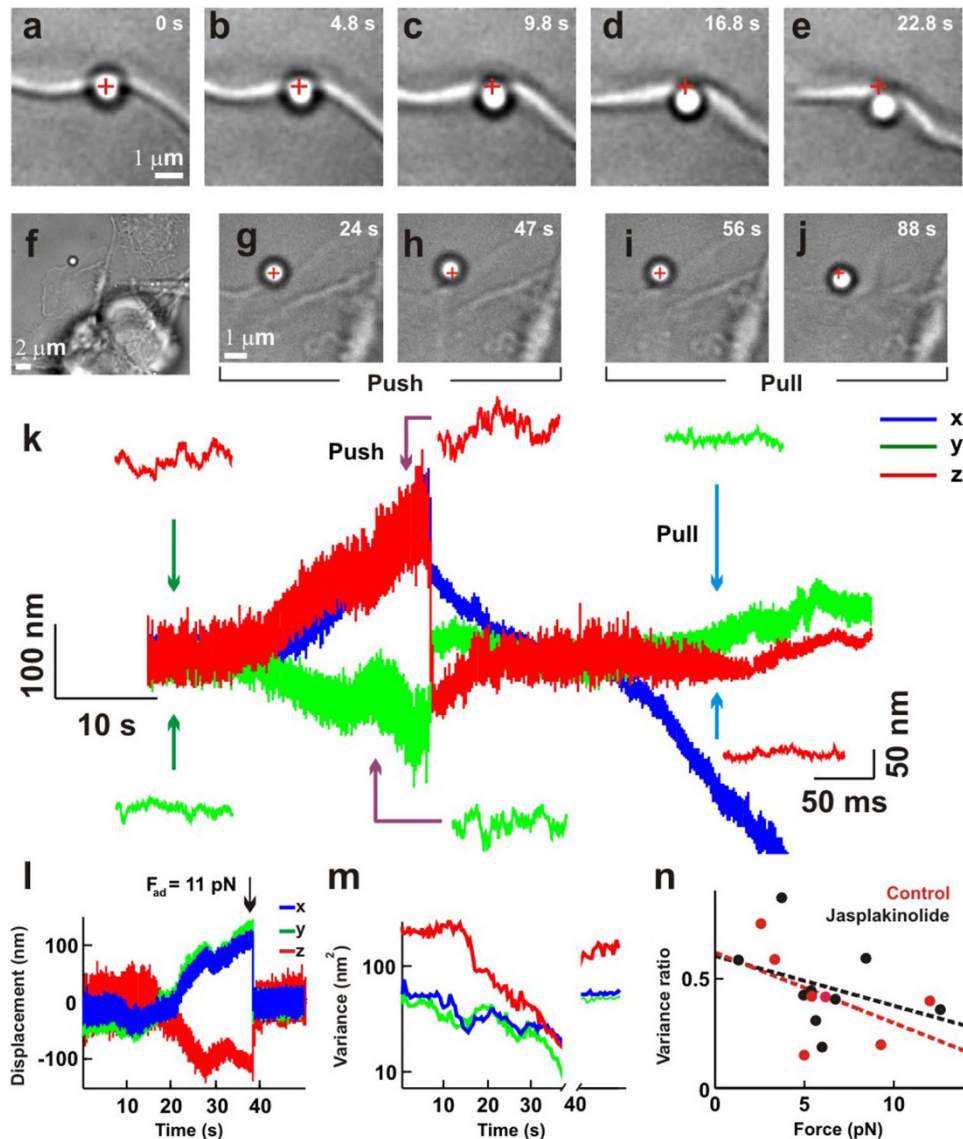 a 0 s
b 4.8 s
c 9.8 s
d 16.8 s
e 22.8 s
1 μm
f
g 24 s
h 47 s
i 56 s
j 88 s
2 μm
1 μm
Push
Pull
k
Push
Pull
x
y
z
100 nm
10 s
50 nm
50 ms
l
F_ad = 11 pN
x
y
z
Displacement (nm)
100
0
-100
10 20 30 40
Time (s)
m
Variance (nm²)
100
10
10 20 30 40 50
Time (s)
n
Control
Jasplakinolide
Variance ratio
1.0
0.5
0 5 10
Force (pN)